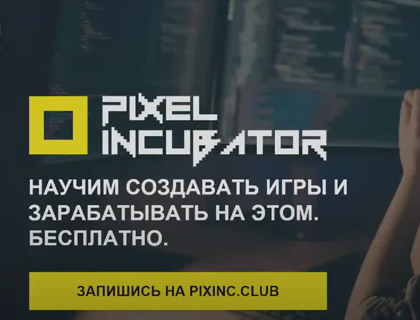 PIXEL
INCUBATOR
НАУЧИМ СОЗДАВАТЬ ИГРЫ И
ЗАРАБАТЫВАТЬ НА ЭТОМ.
БЕСПЛАТНО.
ЗАПИШИСЬ НА PIXINC.CLUB